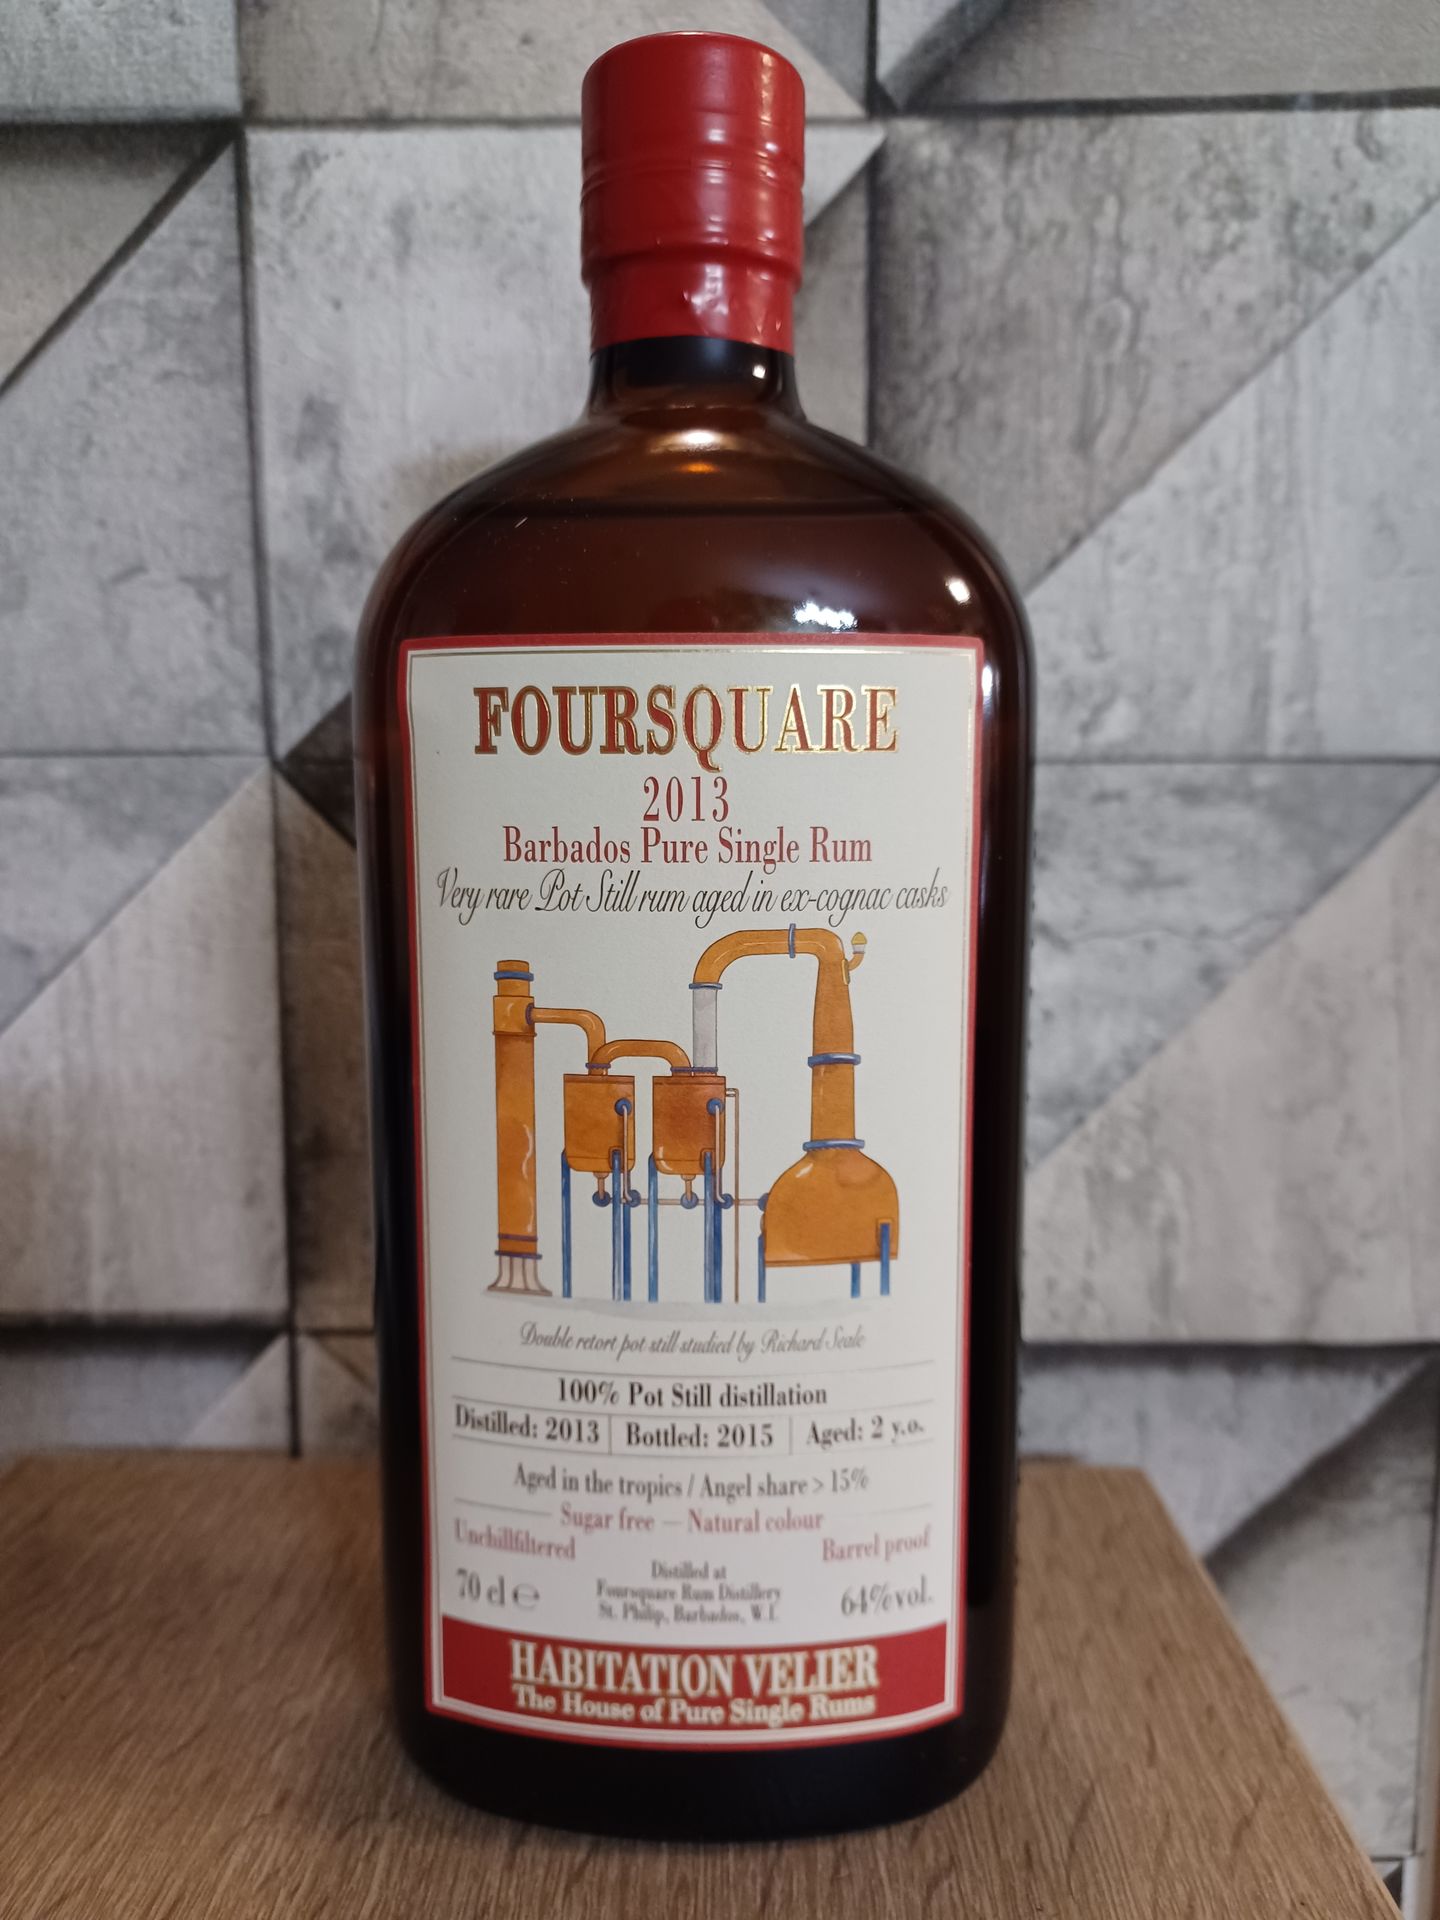 FOURSQUARE
2013
Barbados Pure Single Rum
Very rare Pot Still rum aged in ex-cognac casks
Double retort pot still studied by Richard Seale
100% Pot Still distillation
Distilled: 2013 Bottled: 2015 Aged: 2 y.o.
Aged in the tropics / Angel share > 15%
Sugar free — Natural colour
Unchillfiltered Barrel proof
Distilled at
Foursquare Rum Distillery
St. Philip, Barbados, W.I.
70 cl ℮ 64%vol.
HABITATION VELIER
The House of Pure Single Rums